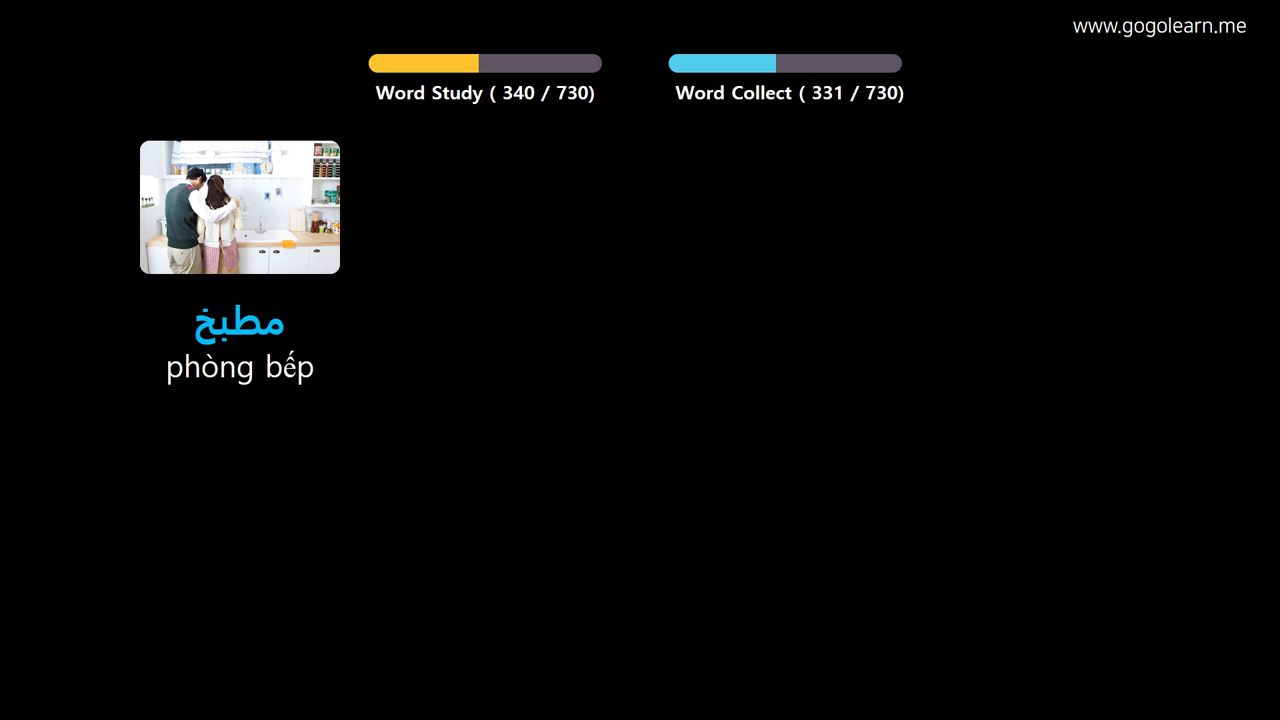 www.gogolearn.me
Word Study ( 340 / 730)
Word Collect ( 331 / 730)
مطبخ
phòng bếp